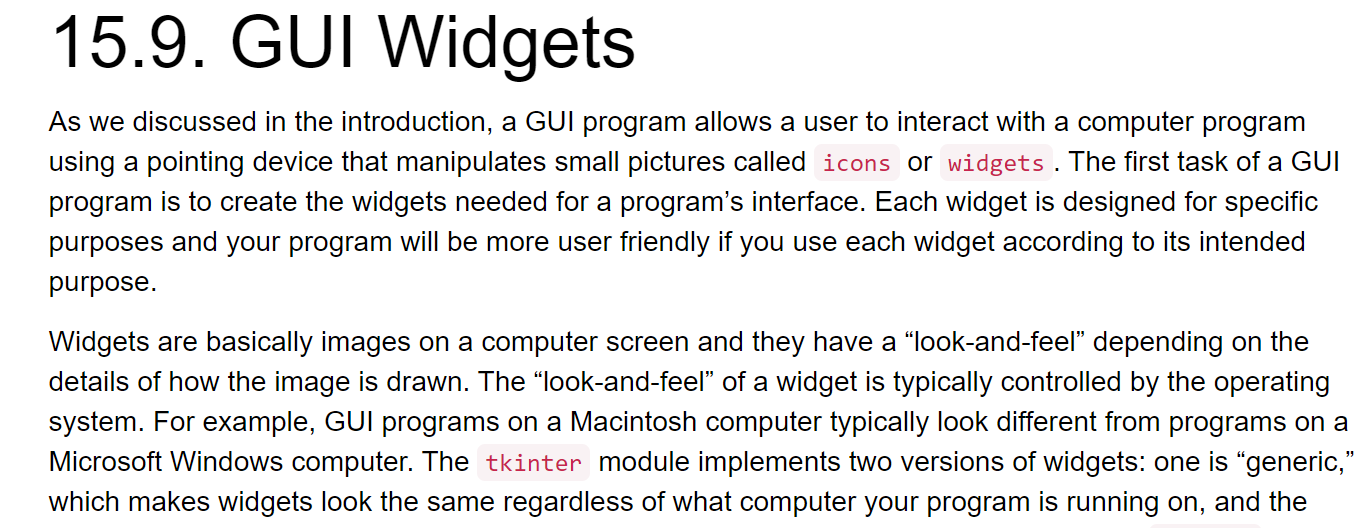 15.9. GUI Widgets
As we discussed in the introduction, a GUI program allows a user to interact with a computer program
using a pointing device that manipulates small pictures called icons or widgets. The first task of a GUI
program is to create the widgets needed for a program’s interface. Each widget is designed for specific
purposes and your program will be more user friendly if you use each widget according to its intended
purpose.
Widgets are basically images on a computer screen and they have a “look-and-feel” depending on the
details of how the image is drawn. The “look-and-feel” of a widget is typically controlled by the operating
system. For example, GUI programs on a Macintosh computer typically look different from programs on a
Microsoft Windows computer. The tkinter module implements two versions of widgets: one is “generic,”
which makes widgets look the same regardless of what computer your program is running on, and the